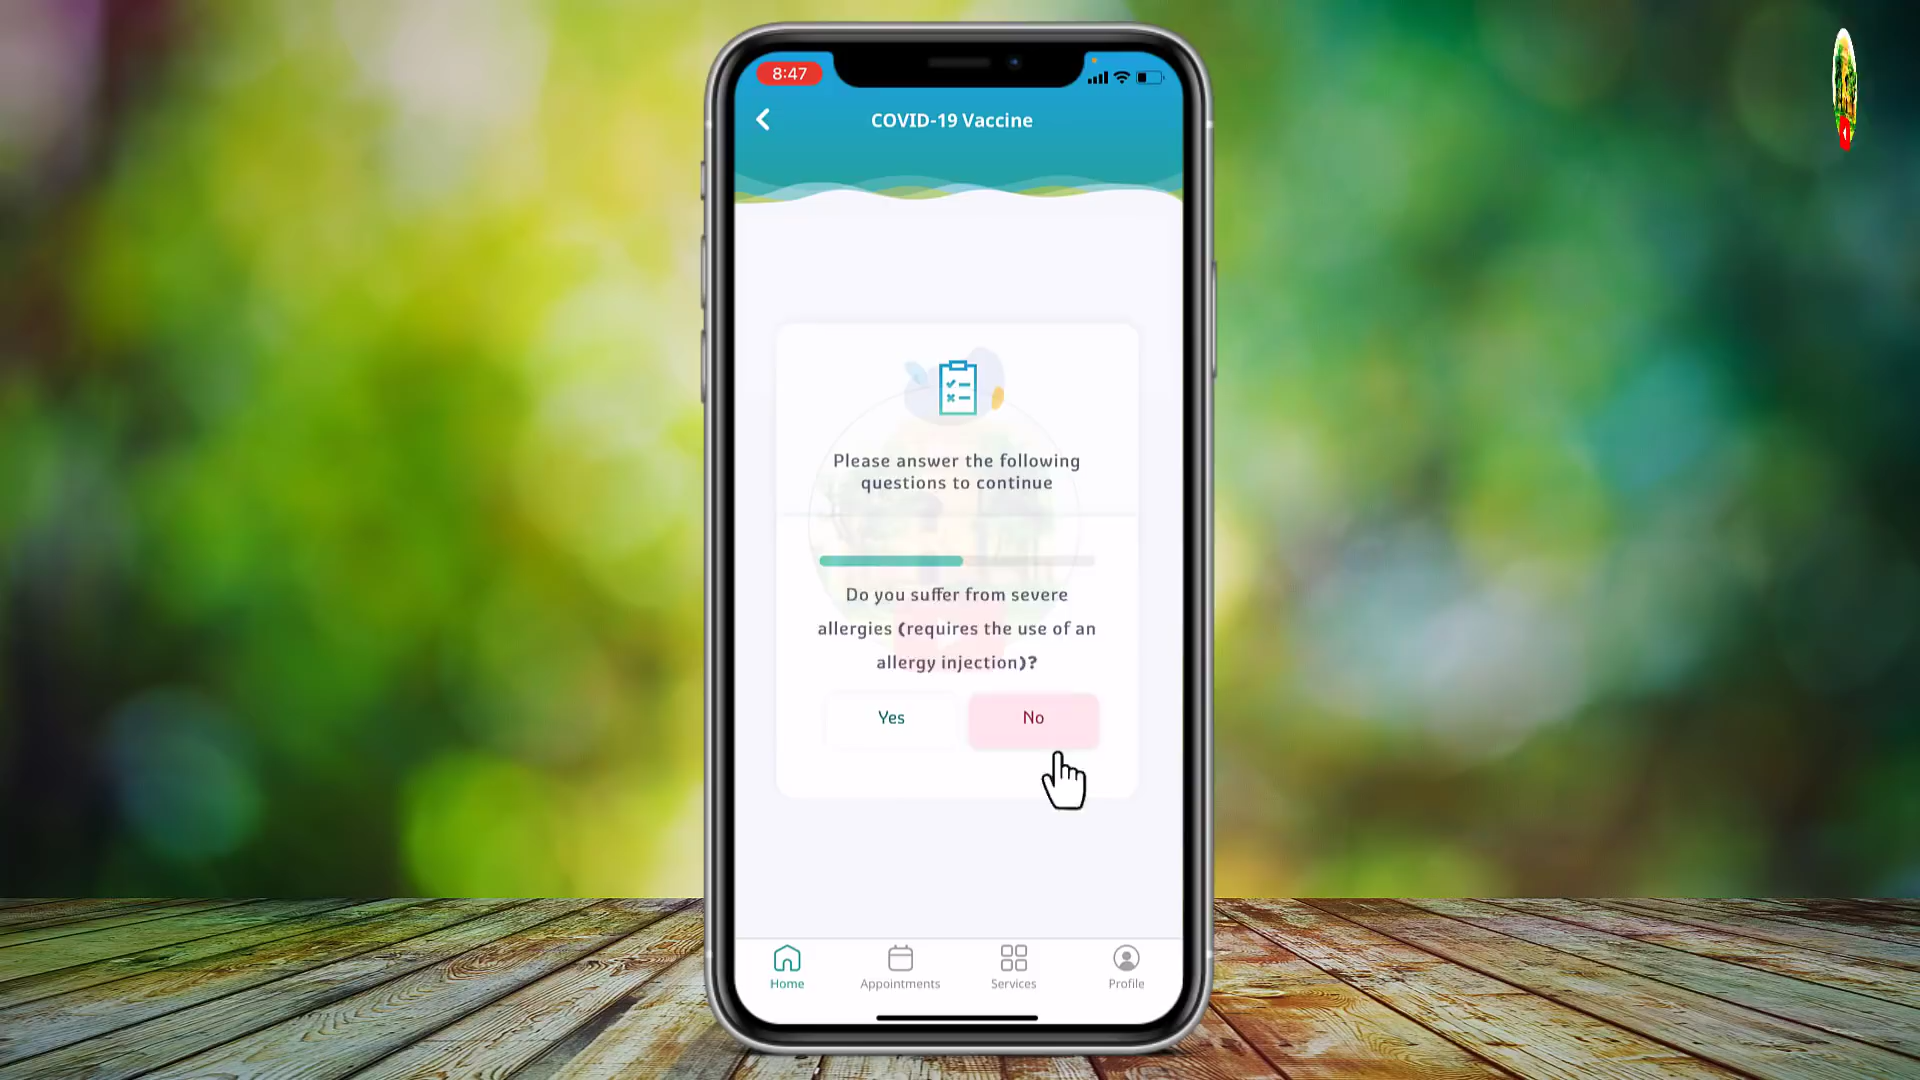 8:47
COVID-19 Vaccine
Please answer the following
questions to continue
Do you suffer from severe
allergies (requires the use of an
allergy injection)?
Yes
No
Home
Appointments
Services
Profile